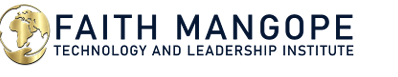 FAITH MANGOPE
TECHNOLOGY AND LEADERSHIP INSTITUTE